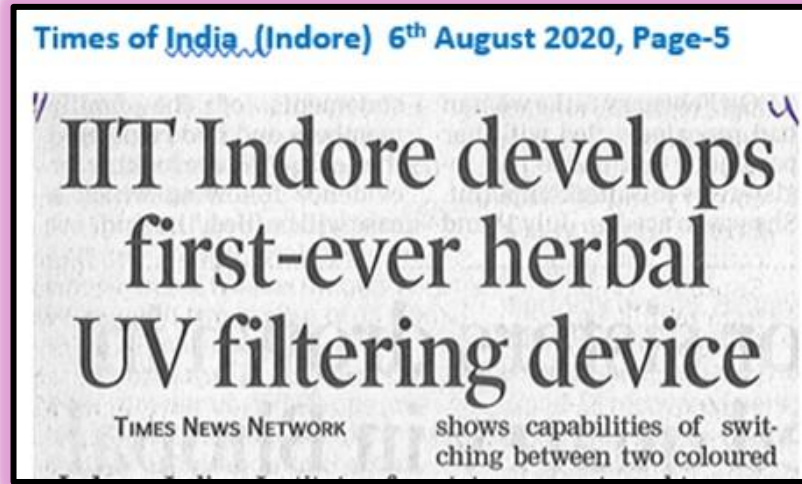 Times of India (Indore) 6th August 2020, Page-5
IIT Indore develops
first-ever herbal
UV filtering device
TIMES NEWS NETWORK
shows capabilities of swit-
ching between two coloured